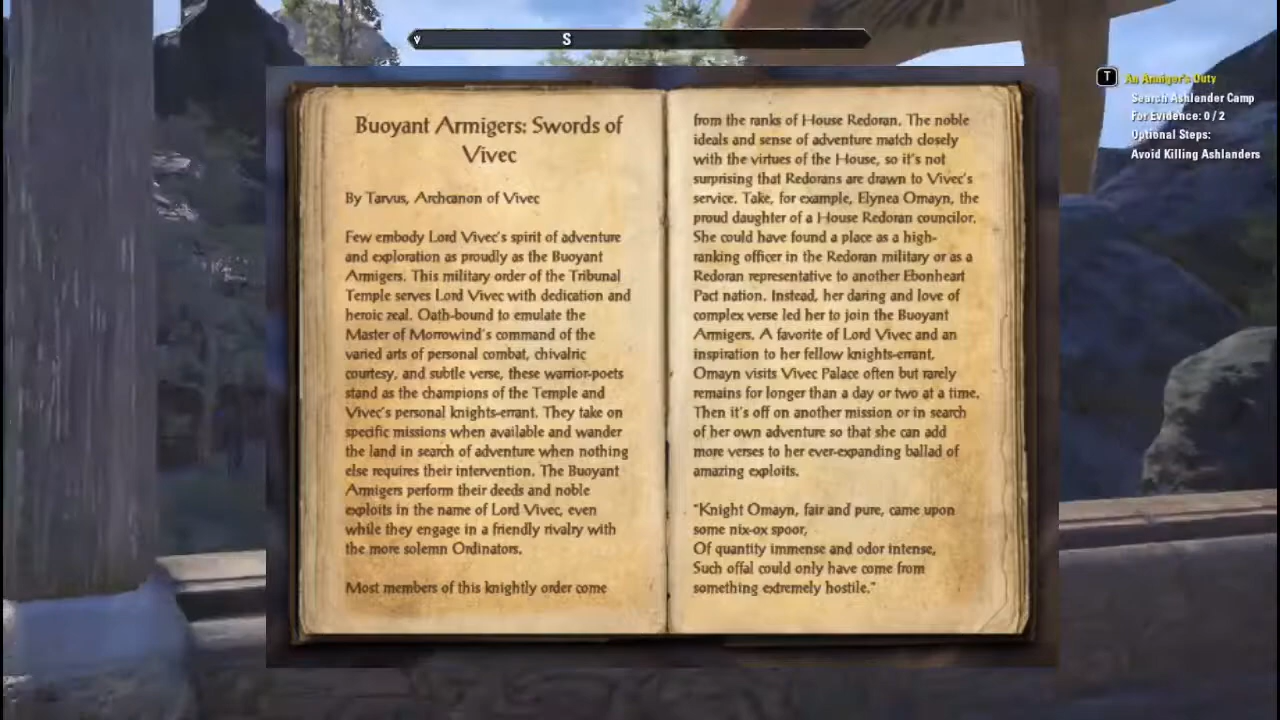 S
T
An Armiger's Duty
Search Ashlander Camp
For Evidence: 0 / 2
Optional Steps:
Avoid Killing Ashlanders
Buoyant Armigers: Swords of
Vivec
By Tarvus, Archcanon of Vivec
Few embody Lord Vivec's spirit of adventure
and exploration as proudly as the Buoyant
Armigers. This military order of the Tribunal
Temple serves Lord Vivec with dedication and
heroic zeal. Oath-bound to emulate the
Master of Morrowind's command of the
varied arts of personal combat, chivalric
courtesy, and subtle verse, these warrior-poets
stand as the champions of the Temple and
Vivec's personal knights-errant. They take on
specific missions when available and wander
the land in search of adventure when nothing
else requires their intervention. The Buoyant
Armigers perform their deeds and noble
exploits in the name of Lord Vivec, even
while they engage in a friendly rivalry with
the more solemn Ordinators.
Most members of this knightly order come
from the ranks of House Redoran. The noble
ideals and sense of adventure match closely
with the virtues of the House, so it's not
surprising that Redorans are drawn to Vivec's
service. Take, for example, Elynea Omayn, the
proud daughter of a House Redoran councilor.
She could have found a place as a high-
ranking officer in the Redoran military or as a
Redoran representative to another Ebonheart
Pact nation. Instead, her daring and love of
complex verse led her to join the Buoyant
Armigers. A favorite of Lord Vivec and an
inspiration to her fellow knights-errant,
Omayn visits Vivec Palace often but rarely
remains for longer than a day or two at a time.
Then it's off on another mission or in search
of her own adventure so that she can add
more verses to her ever-expanding ballad of
amazing exploits.
"Knight Omayn, fair and pure, came upon
some nix-ox spoor,
Of quantity immense and odor intense,
Such offal could only have come from
something extremely hostile."